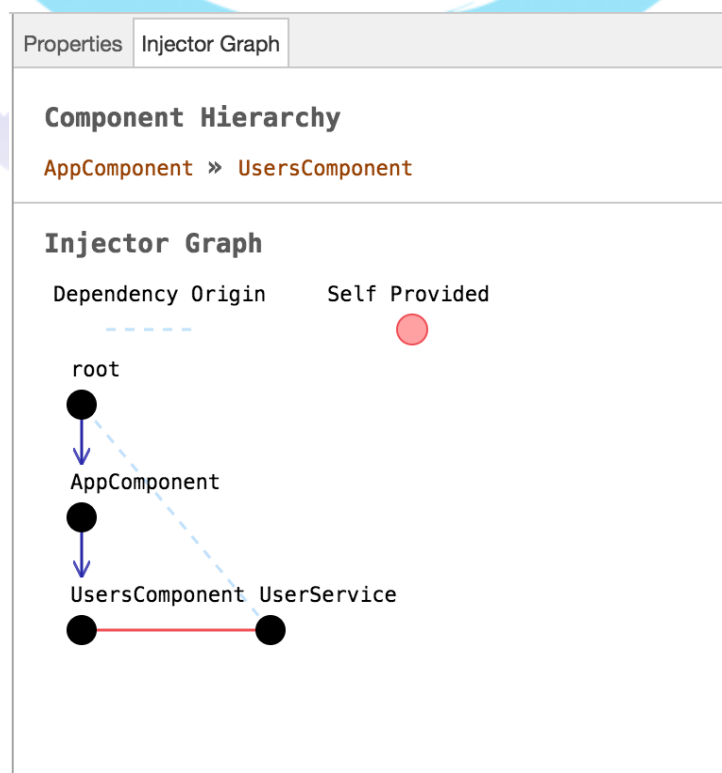 Properties Injector Graph
Component Hierarchy
AppComponent » UsersComponent
Injector Graph
Dependency Origin Self Provided
root
AppComponent
UsersComponent UserService